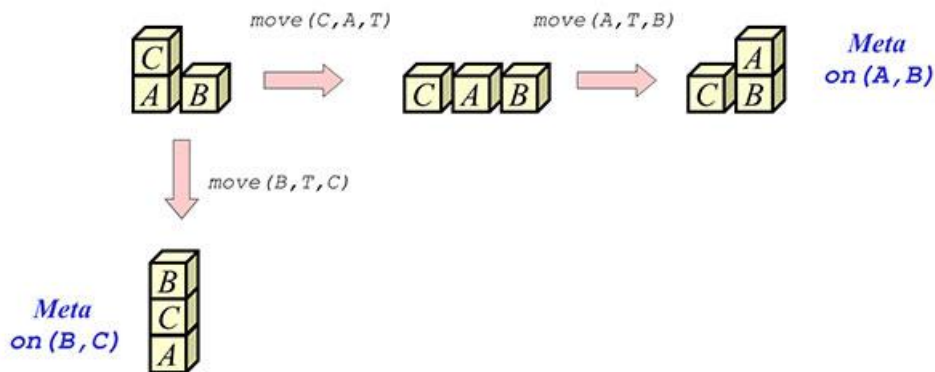 move(C,A,T)
move(A,T,B)
C
A B
C A B
A
C B
Meta
on(A,B)
move(B,T,C)
B
C
A
Meta
on(B,C)